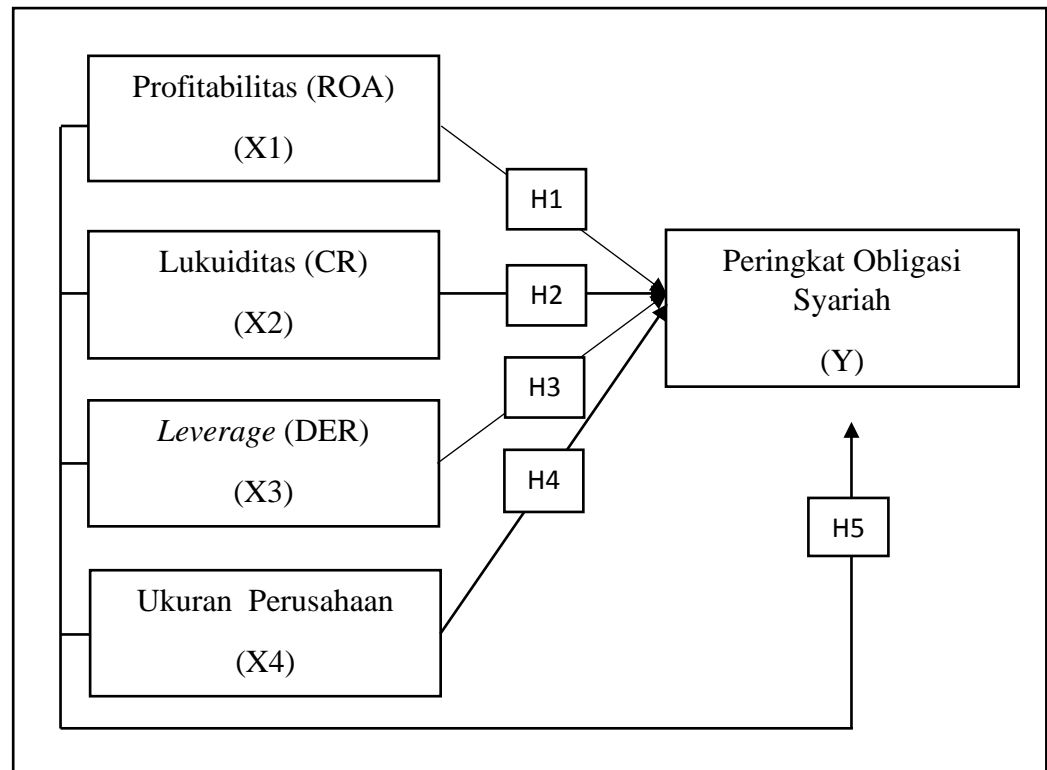 Profitabilitas (ROA)
(X1)
H1
Lukuiditas (CR)
(X2)
H2
Peringkat Obligasi
Syariah
(Y)
Leverage (DER)
(X3)
H3
H4
H5
Ukuran Perusahaan
(X4)